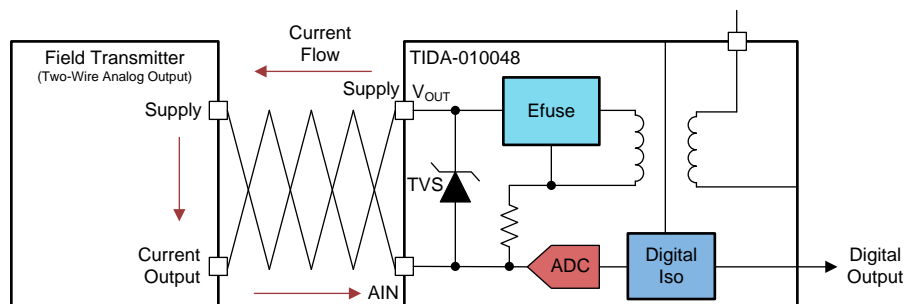 Field Transmitter
(Two-Wire Analog Output)
Current
Flow
TIDA-010048
Supply
Supply
VOUT
Efuse
TVS
Current
Output
AIN
ADC
Digital
Iso
Digital
Output